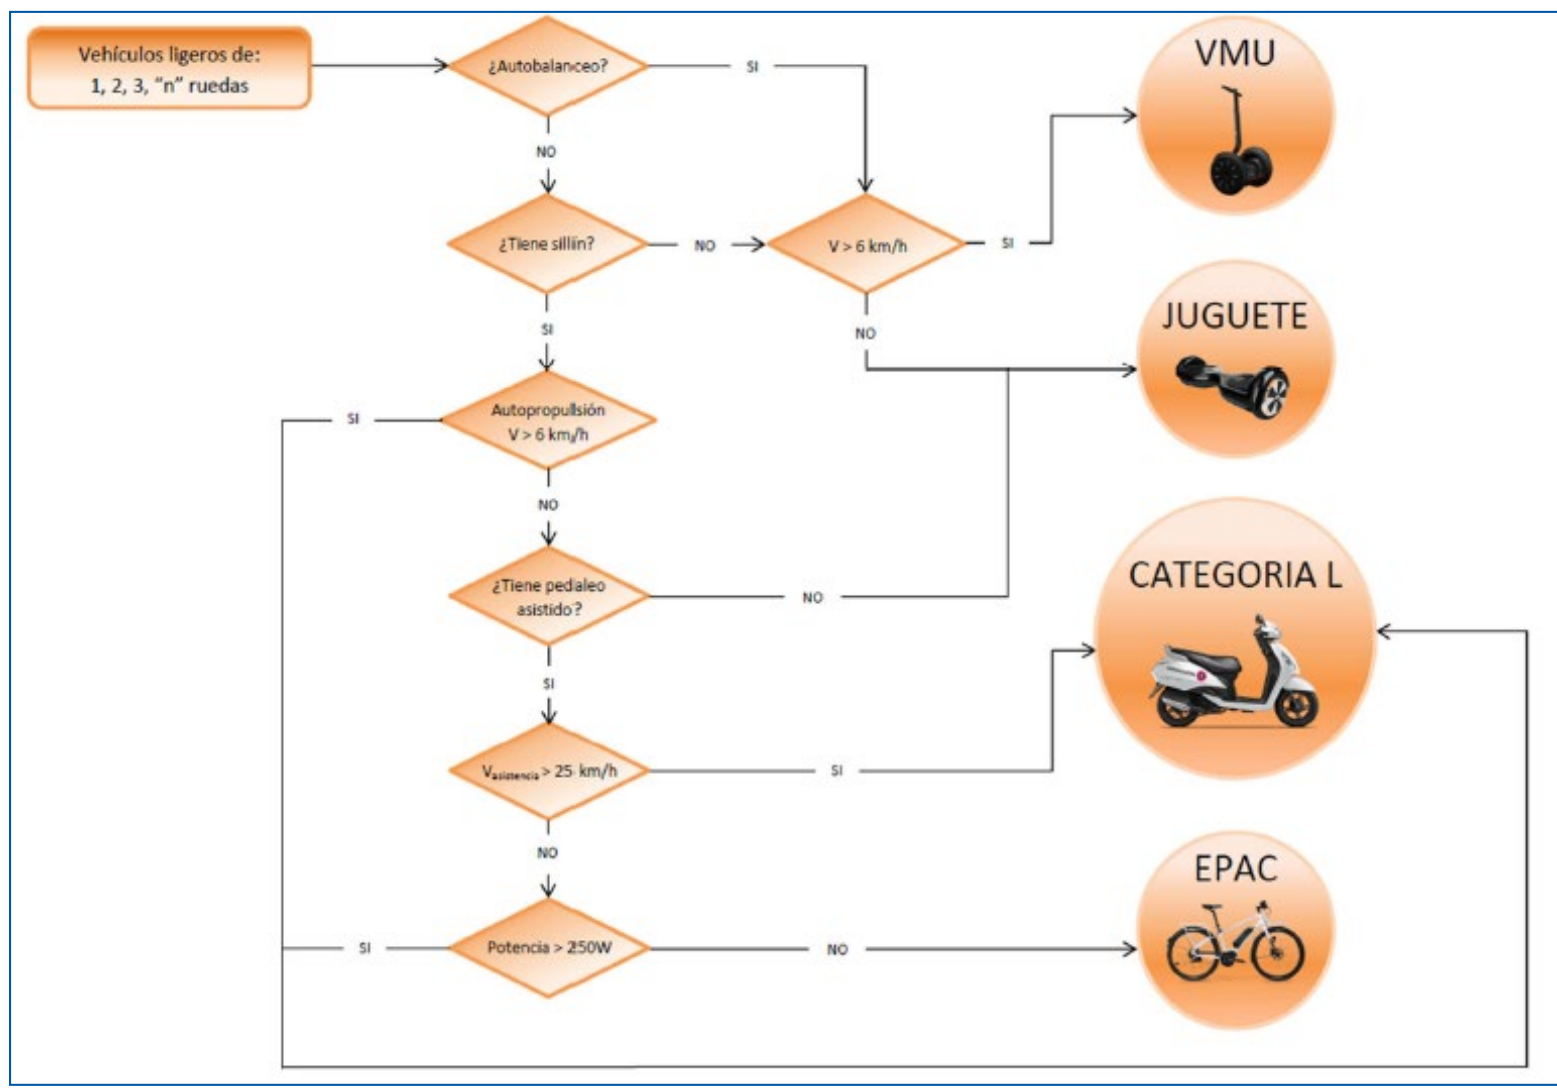 Vehículos ligeros de:
1, 2, 3, "n" ruedas
¿Autobalanceo?
SI
VMU
NO
¿Tiene sillín?
NO
V > 6 km/h
SI
JUGUETE
SI
NO
Autopropulsión
V > 6 km/h
SI
NO
¿Tiene pedaleo
asistido?
NO
CATEGORIA L
SI
Vasistencia > 25 km/h
SI
NO
EPAC
Potencia > 250W
SI
NO